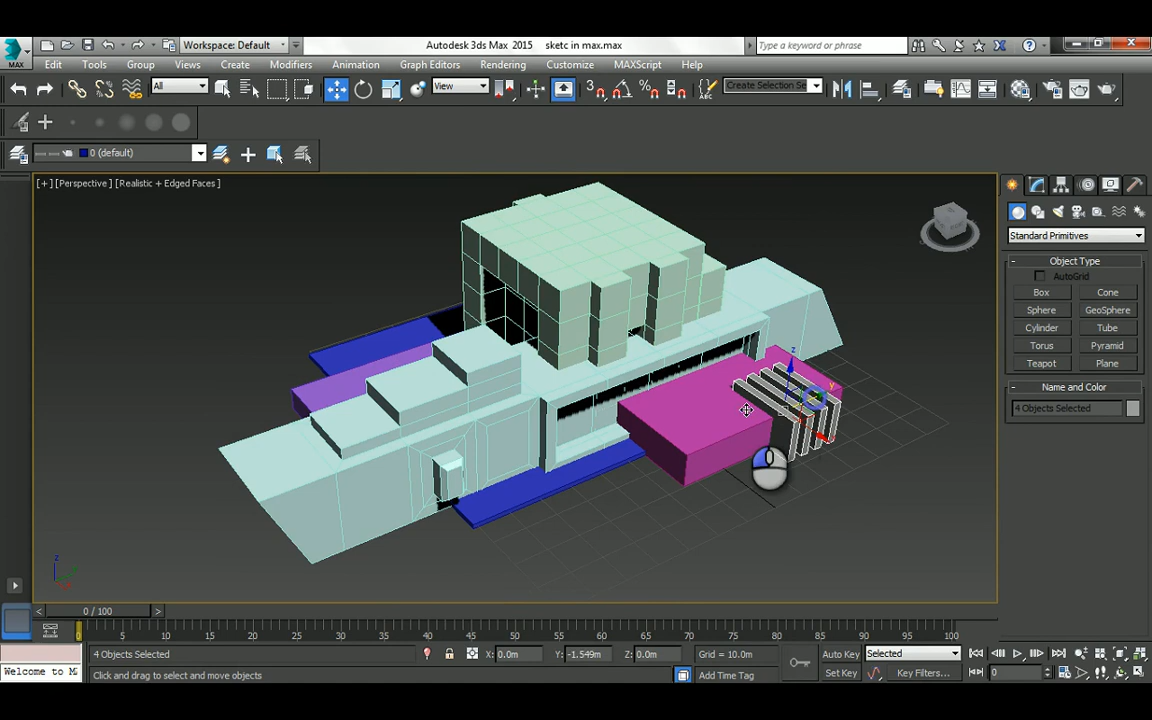 Workspace: Default
Autodesk 3ds Max 2015 sketc in max.max
Type a keyword or phrase
MAX
Edit Tools Group Views Create Modifiers Animation Graph Editors Rendering Customize MAXScript Help
All
View
3
Create Selection Se
0 (default)
[+] [Perspective] [Realistic + Edged Faces]
Standard Primitives
Object Type
AutoGrid
Box Cone
Sphere GeoSphere
Cylinder Tube
Torus Pyramid
Teapot Plane
Name and Color
4 Objects Selected
z
y
z
0 / 100
0 5 10 15 20 25 30 35 40 45 50 55 60 65 70 75 80 85 90 95 100
4 Objects Selected X: 0.0m Y: -1.549m Z: 0.0m Grid = 10.0m Auto Key Selected
Welcome to M
Click and drag to select and move objects Add Time Tag Set Key Key Filters... 0